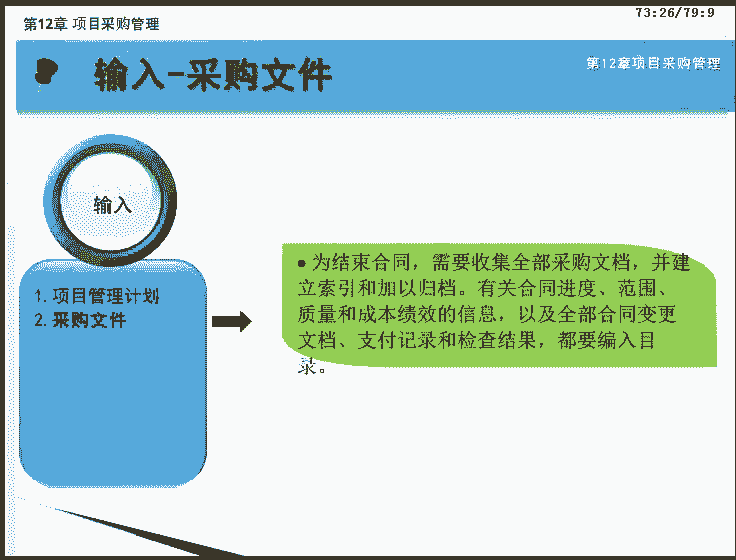 第12章 项目采购管理
73:26/79:9
输入-采购文件
第12章项目采购管理
输入
1. 项目管理计划
2. 采购文件
● 为结束合同，需要收集全部采购文档，并建
立索引和加以归档。有关合同进度、范围、
质量和成本绩效的信息，以及全部合同变更
文档、支付记录和检查结果，都要编入目
录。